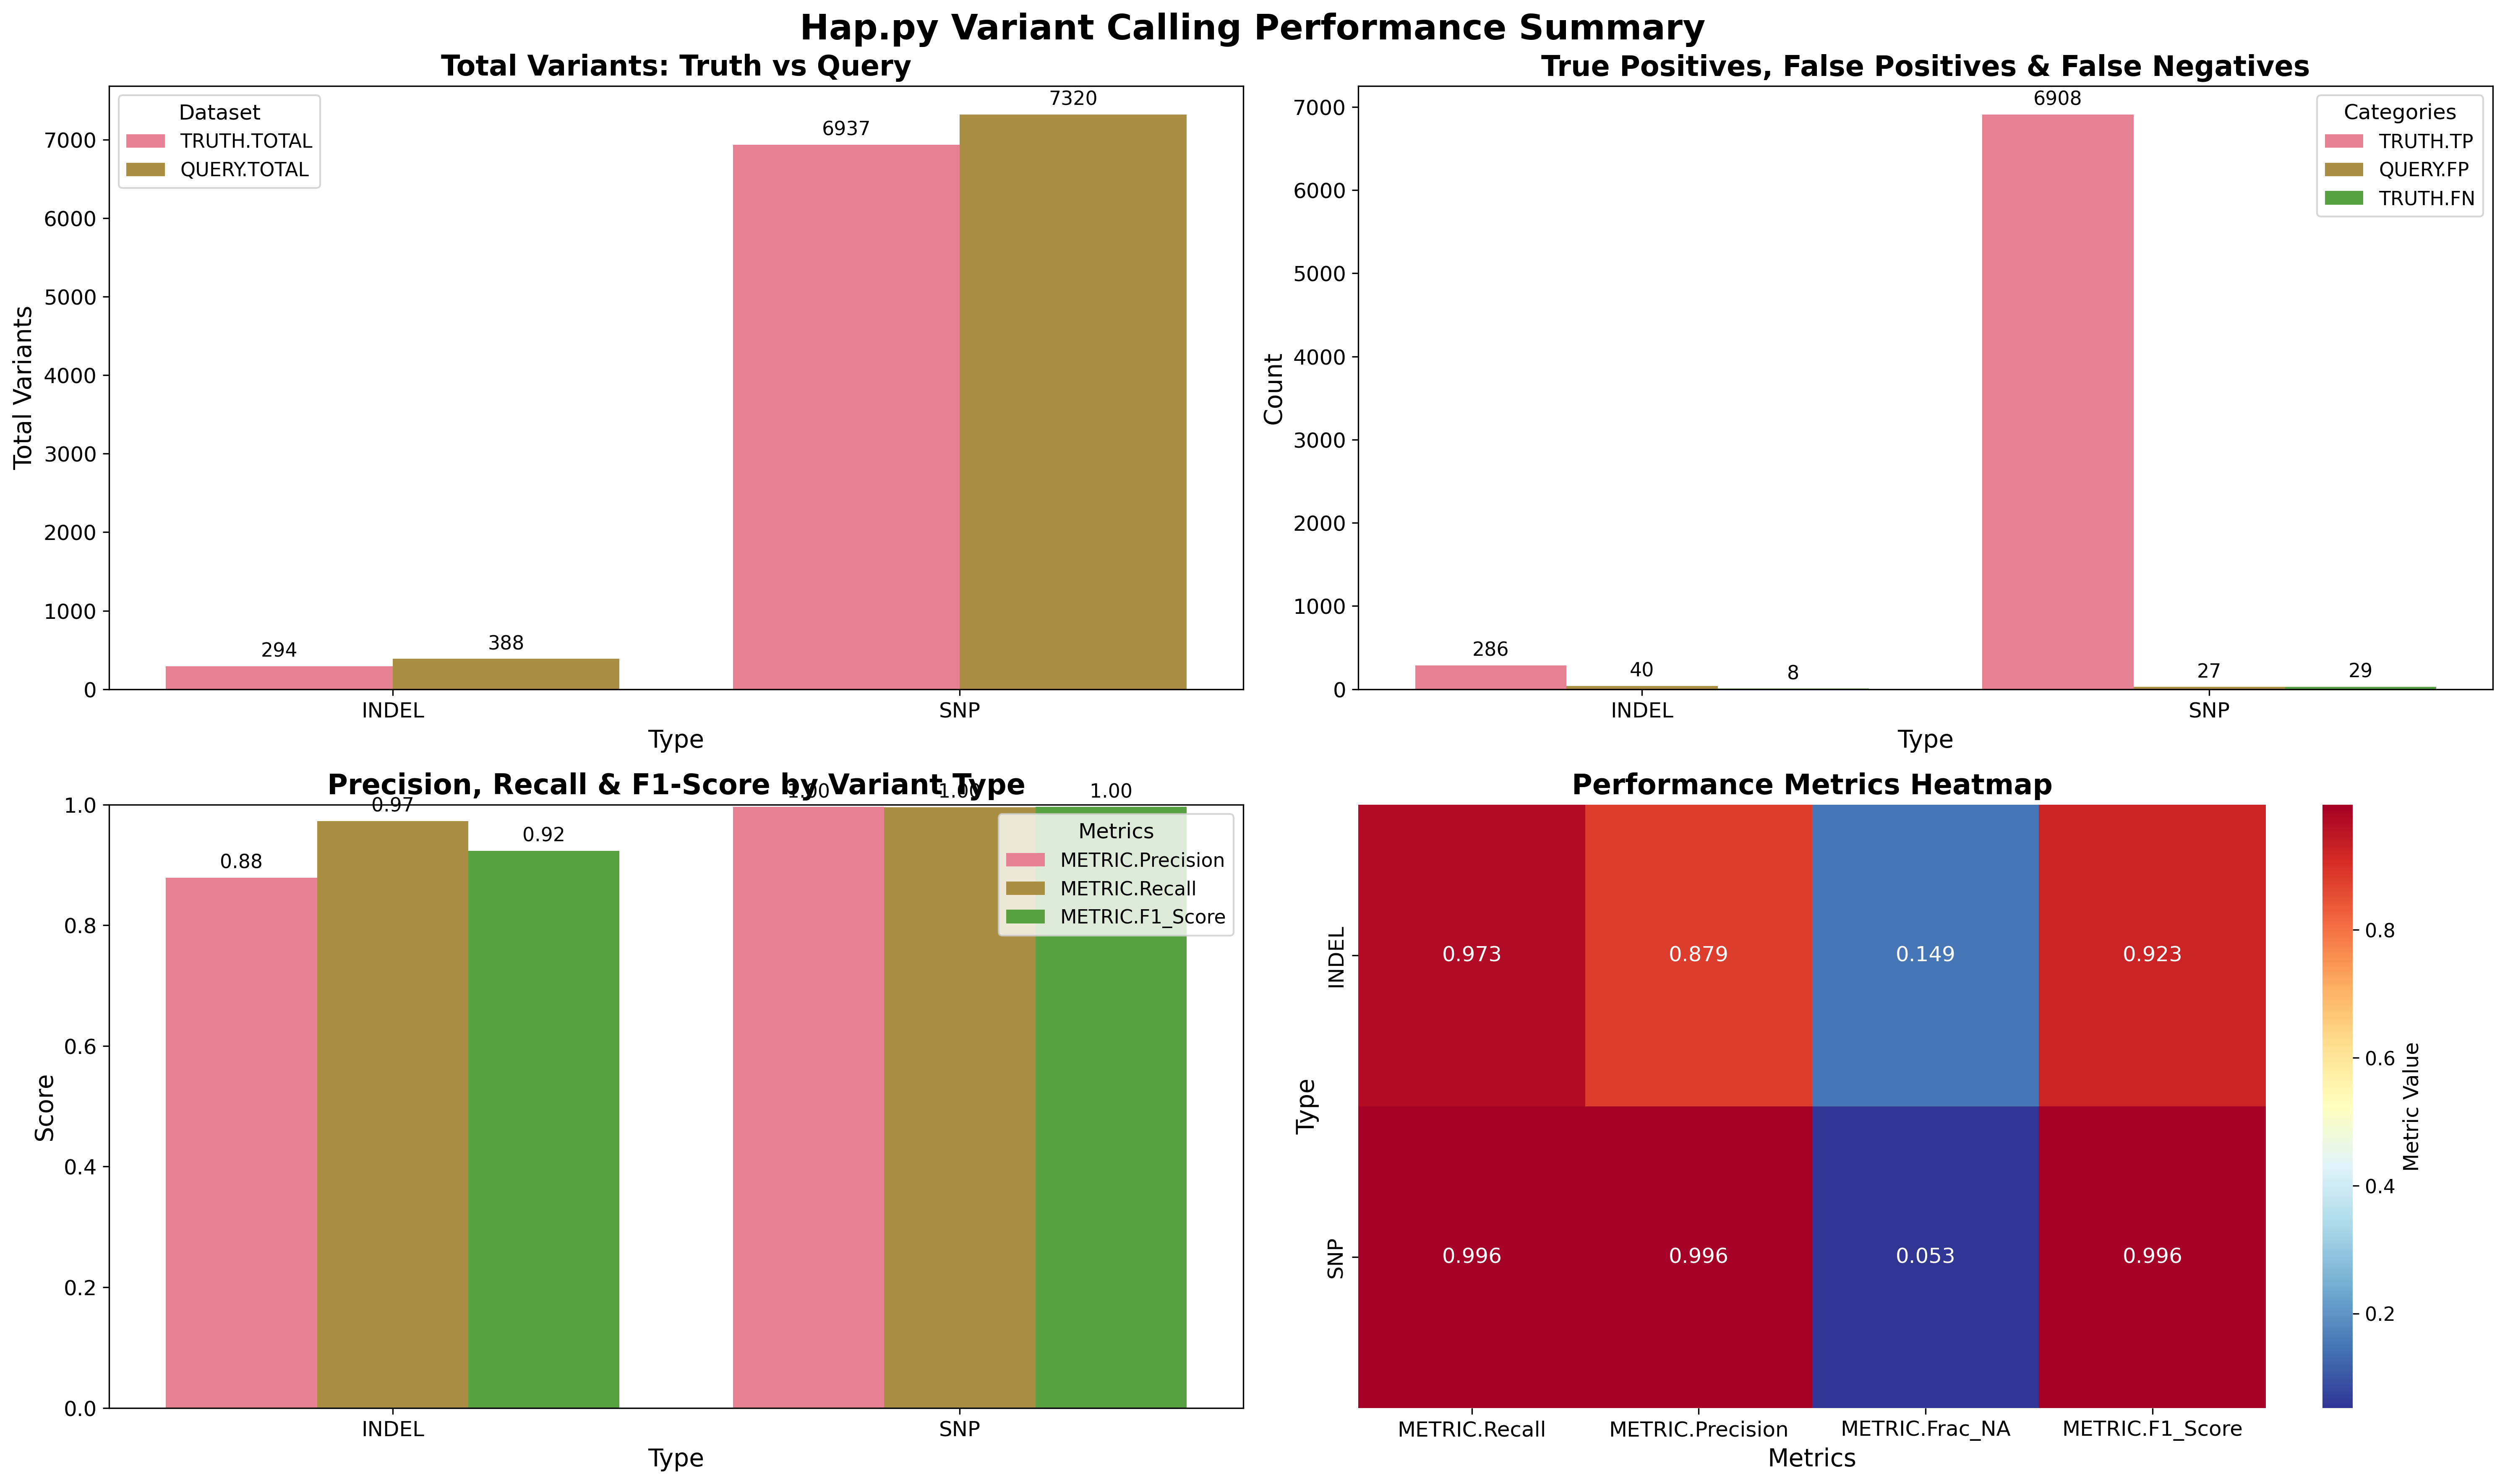 Hap.py Variant Calling Performance Summary
Total Variants: Truth vs Query
Dataset
TRUTH.TOTAL
QUERY.TOTAL
Total Variants
7000
6000
5000
4000
3000
2000
1000
0
294
388
6937
7320
INDEL
SNP
Type
True Positives, False Positives & False Negatives
Categories
TRUTH.TP
QUERY.FP
TRUTH.FN
Count
7000
6000
5000
4000
3000
2000
1000
0
286
40
8
6908
27
29
INDEL
SNP
Type
Precision, Recall & F1-Score by Variant Type
Metrics
METRIC.Precision
METRIC.Recall
METRIC.F1_Score
Score
1.0
0.8
0.6
0.4
0.2
0.0
0.88
0.97
0.92
1.00
1.00
1.00
INDEL
SNP
Type
Performance Metrics Heatmap
Type
INDEL
0.973
0.879
0.149
0.923
SNP
0.996
0.996
0.053
0.996
METRIC.Recall
METRIC.Precision
METRIC.Frac_NA
METRIC.F1_Score
Metrics
0.8
0.6
0.4
0.2
Metric Value